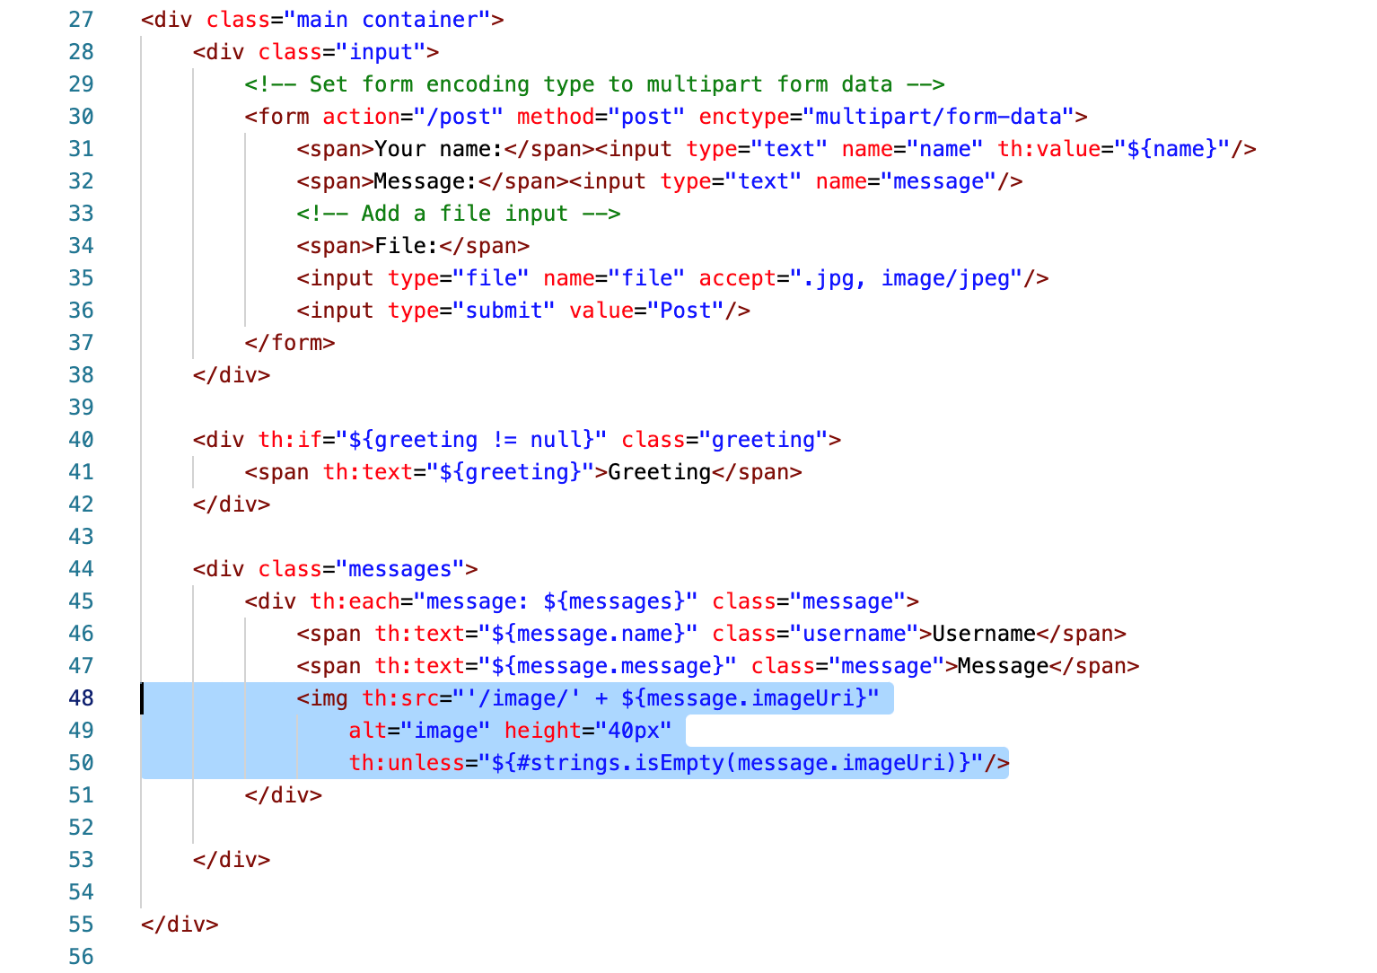 27 <div class="main container">
28 <div class="input">
29 <!-- Set form encoding type to multipart form data -->
30 <form action="/post" method="post" enctype="multipart/form-data">
31 <span>Your name:</span><input type="text" name="name" th:value="${name}"/>
32 <span>Message:</span><input type="text" name="message"/>
33 <!-- Add a file input -->
34 <span>File:</span>
35 <input type="file" name="file" accept=".jpg, image/jpeg"/>
36 <input type="submit" value="Post"/>
37 </form>
38 </div>
39
40 <div th:if="${greeting != null}" class="greeting">
41 <span th:text="${greeting}">Greeting</span>
42 </div>
43
44 <div class="messages">
45 <div th:each="message: ${messages}" class="message">
46 <span th:text="${message.name}" class="username">Username</span>
47 <span th:text="${message.message}" class="message">Message</span>
48 <img th:src="'/image/' + ${message.imageUri}"
49 alt="image" height="40px"
50 th:unless="${#strings.isEmpty(message.imageUri)}"/>
51 </div>
52
53 </div>
54
55 </div>
56